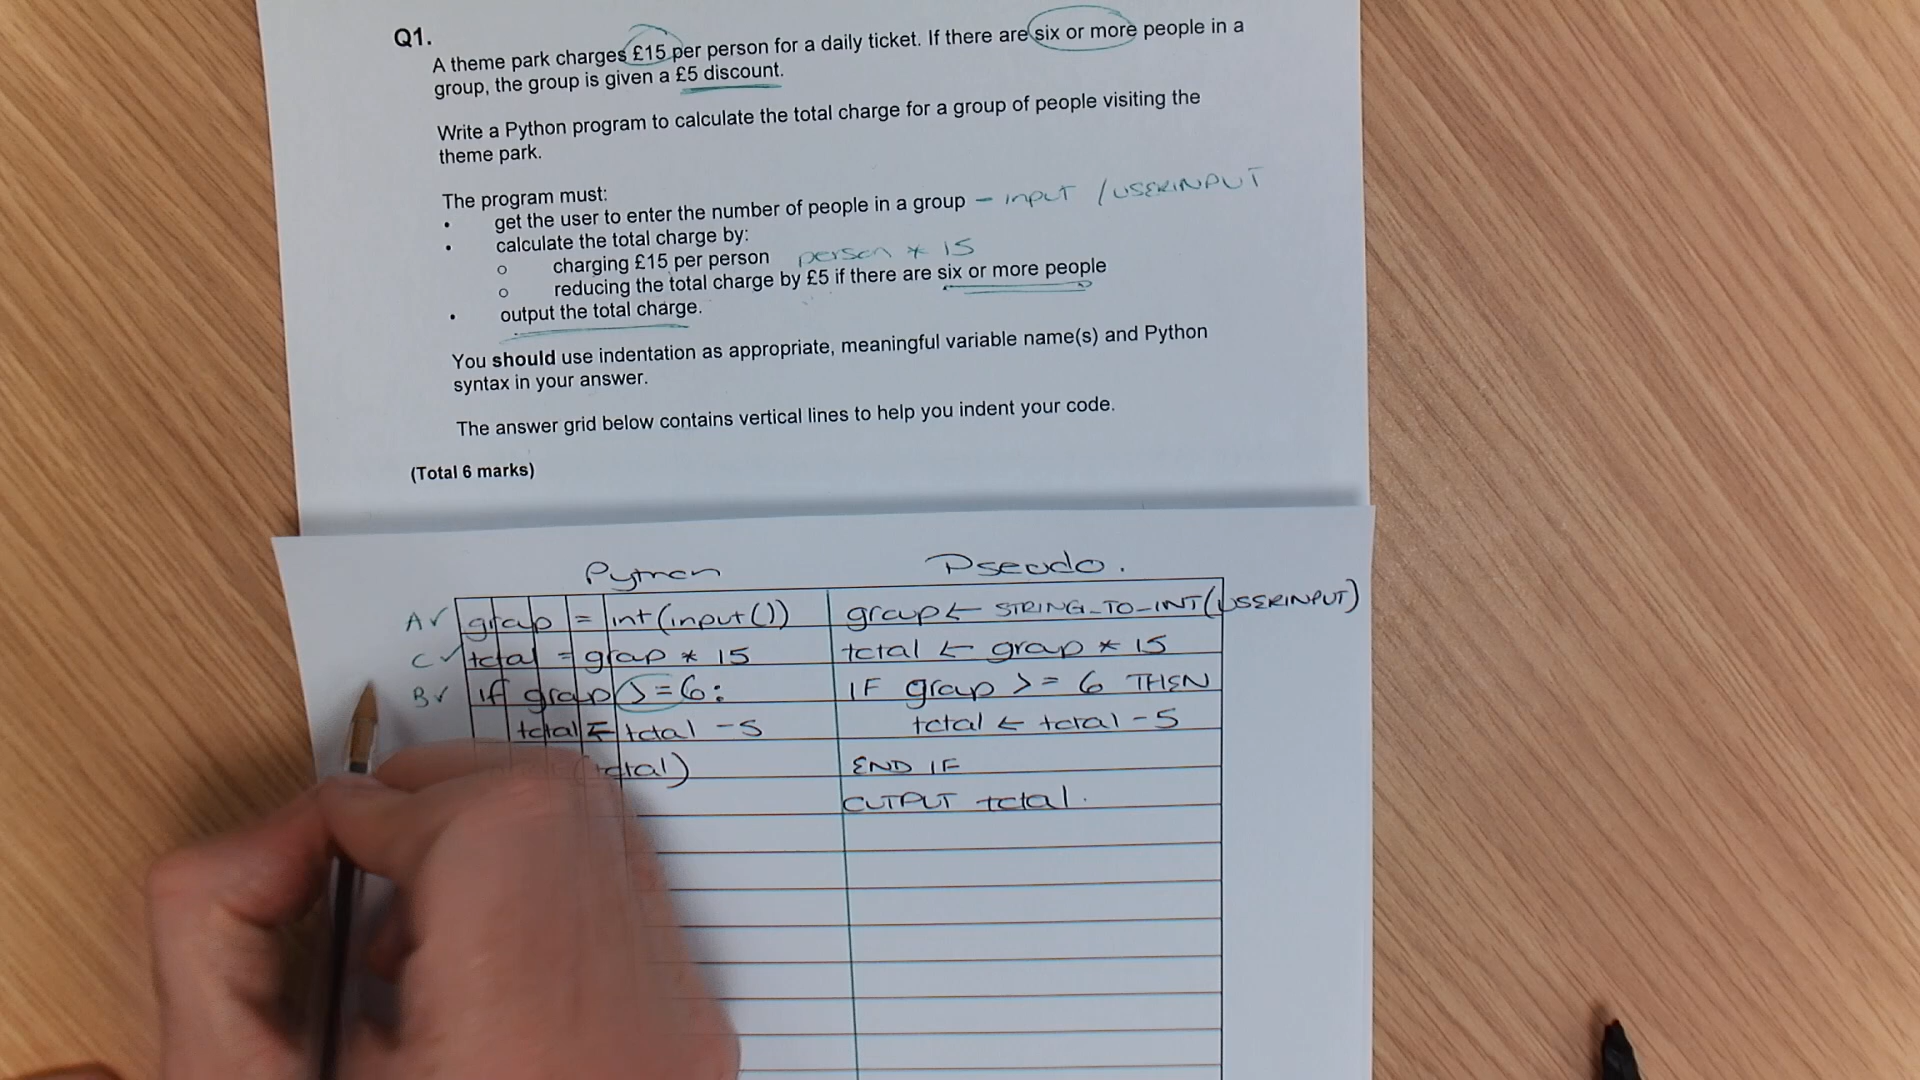 Q1.
A theme park charges £15 per person for a daily ticket. If there are six or more people in a
group, the group is given a £5 discount.
Write a Python program to calculate the total charge for a group of people visiting the
theme park.
The program must:
• get the user to enter the number of people in a group – input / USERINPUT
• calculate the total charge by:
o charging £15 per person person * 15
o reducing the total charge by £5 if there are six or more people
• output the total charge.
You should use indentation as appropriate, meaningful variable name(s) and Python
syntax in your answer.
The answer grid below contains vertical lines to help you indent your code.
(Total 6 marks)
Python Pseudo.
A✓ group = int(input()) group ← STRING_TO_INT(USERINPUT)
C✓ total = group * 15 total ← group * 15
B✓ if group >= 6: IF group >= 6 THEN
total = total - 5 total ← total - 5
total) END IF
OUTPUT total.